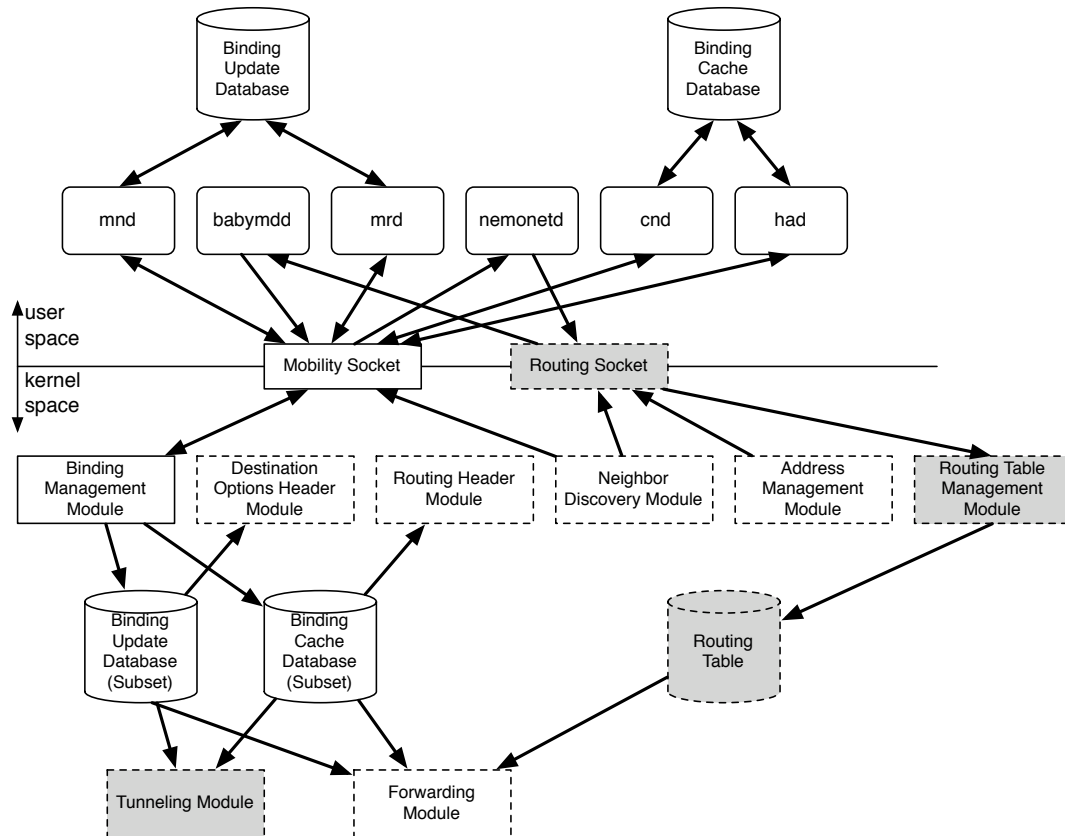 Binding
Update
Database
Binding
Cache
Database
mnd
babymdd
mrd
nemonetd
cnd
had
user
space
Mobility Socket
Routing Socket
kernel
space
Binding
Management
Module
Destination
Options Header
Module
Routing Header
Module
Neighbor
Discovery Module
Address
Management
Module
Routing Table
Management
Module
Binding
Update
Database
(Subset)
Binding
Cache
Database
(Subset)
Routing
Table
Tunneling Module
Forwarding
Module